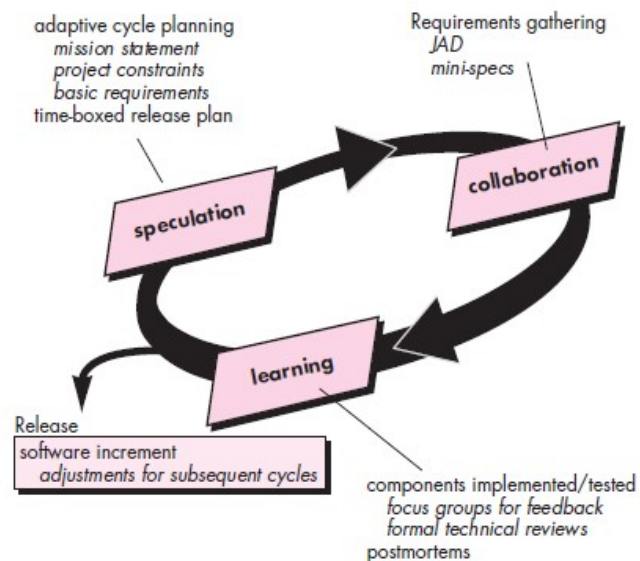 adaptive cycle planning
mission statement
project constraints
basic requirements
time-boxed release plan
Requirements gathering
JAD
mini-specs
speculation
collaboration
learning
Release
software increment
adjustments for subsequent cycles
components implemented/tested
focus groups for feedback
formal technical reviews
postmortems